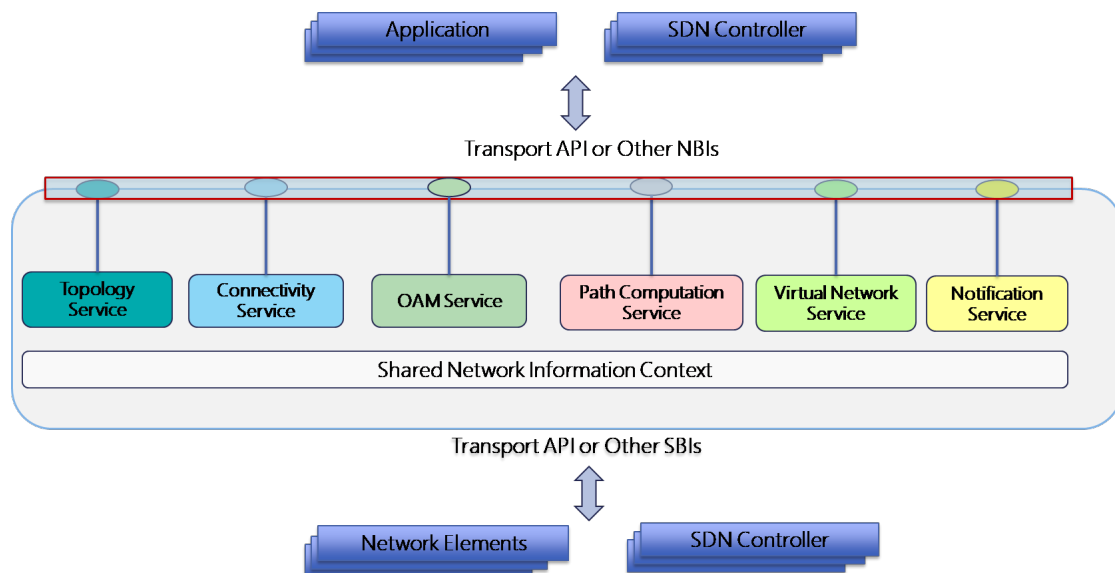 Application
SDN Controller
Transport API or Other NBIs
Topology
Service
Connectivity
Service
OAM Service
Path Computation
Service
Virtual Network
Service
Notification
Service
Shared Network Information Context
Transport API or Other SBIs
Network Elements
SDN Controller